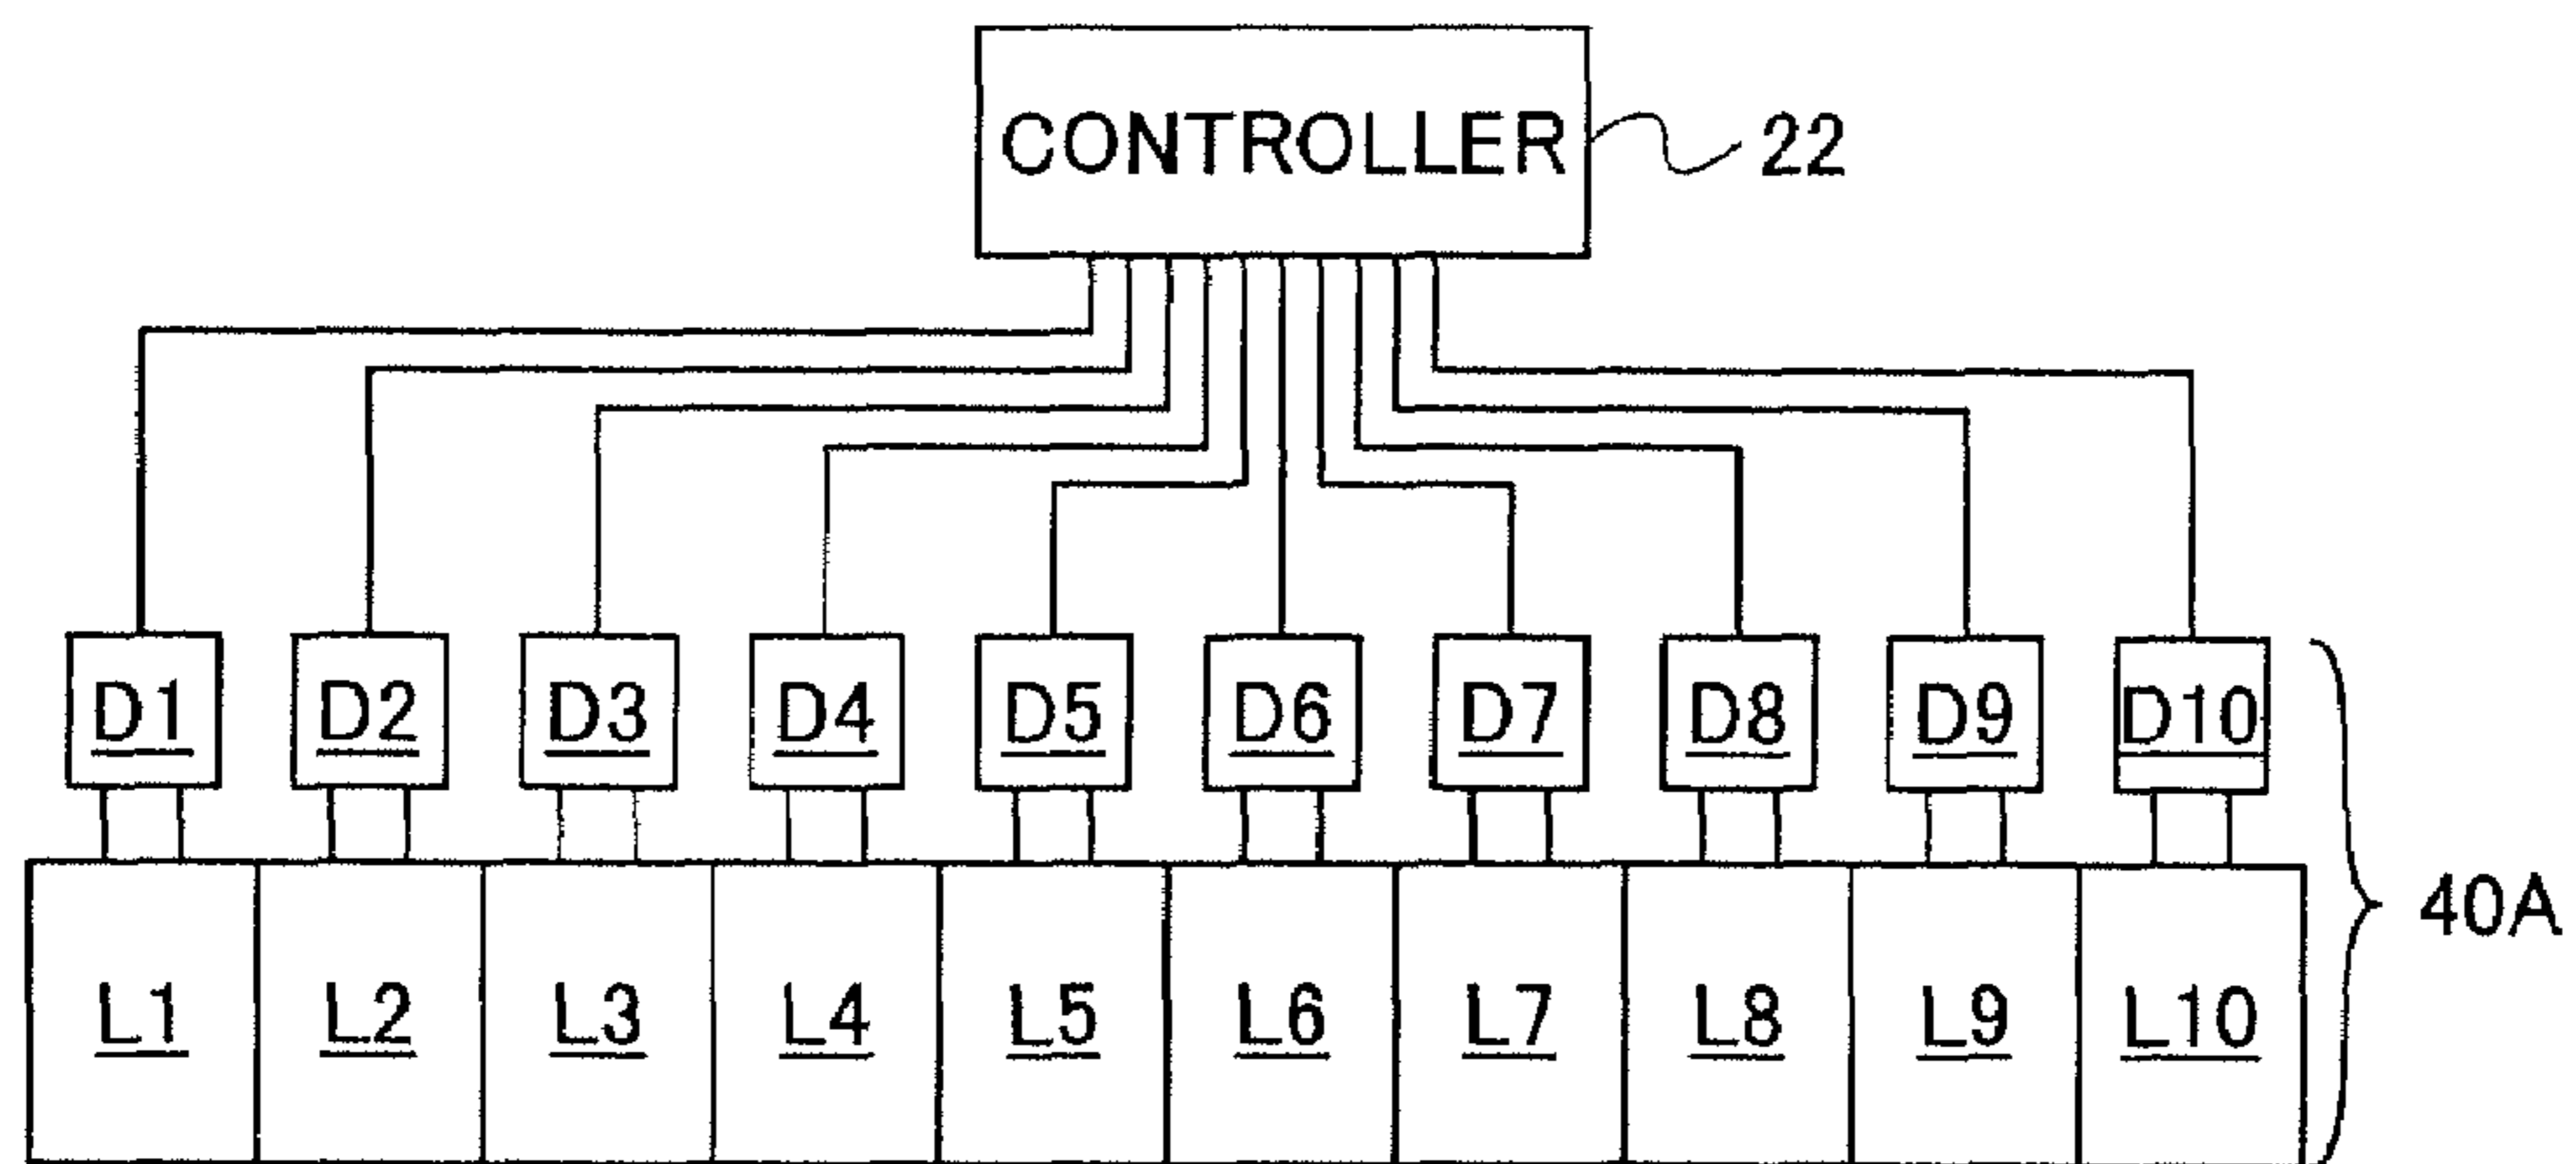 CONTROLLER 22
D1 D2 D3 D4 D5 D6 D7 D8 D9 D10
40A
L1 L2 L3 L4 L5 L6 L7 L8 L9 L10